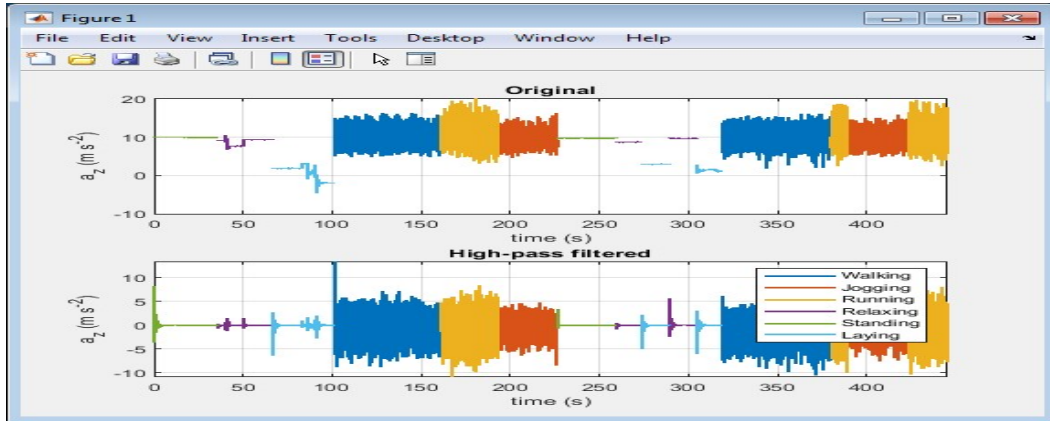 Figure 1
File Edit View Insert Tools Desktop Window Help
Original
20
10
0
-10
a_z (m s^-2)
0 50 100 150 200 250 300 350 400
time (s)
High-pass filtered
10
5
0
-5
-10
a_z (m s^-2)
Walking
Jogging
Running
Relaxing
Standing
Laying
0 50 100 150 200 250 300 350 400
time (s)